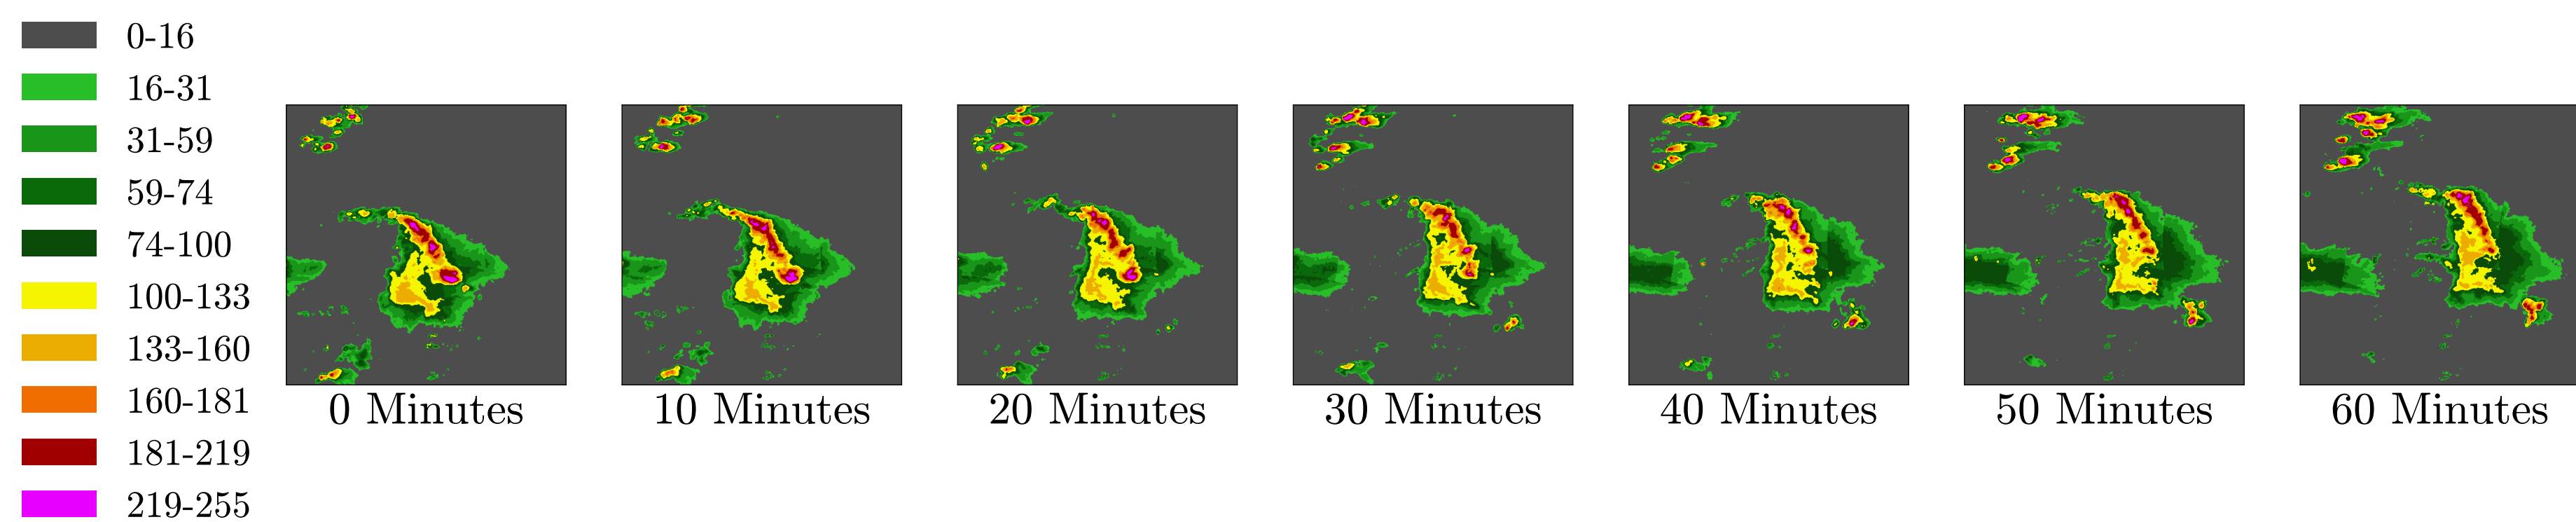 0-16
16-31
31-59
59-74
74-100
100-133
133-160
160-181
181-219
219-255
0 Minutes
10 Minutes
20 Minutes
30 Minutes
40 Minutes
50 Minutes
60 Minutes